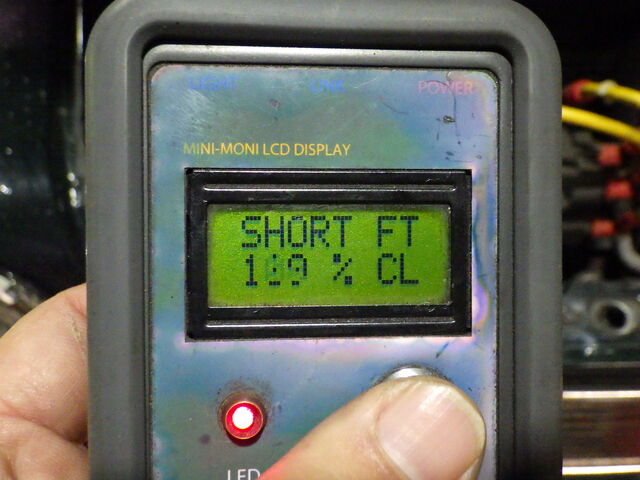 LIGHT LINK POWER
MINI-MONI LCD DISPLAY
SHORT FT
% CL
LED